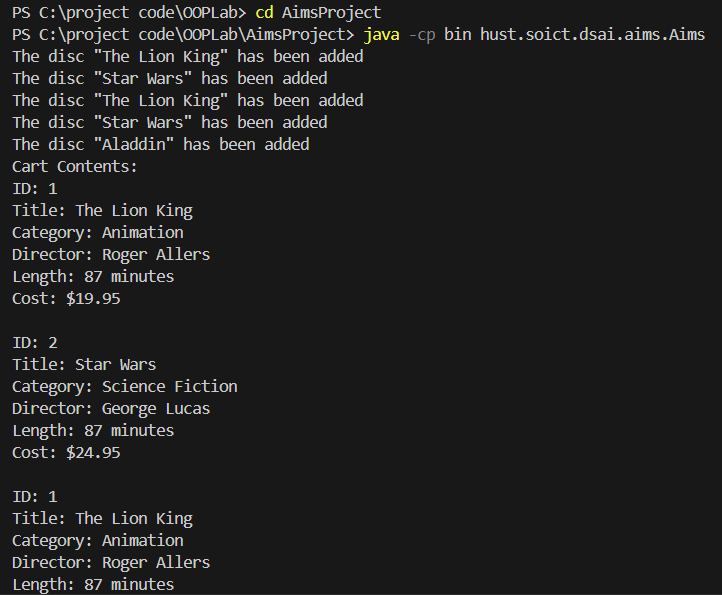 PS C:\project code\OOPLab> cd AimsProject
PS C:\project code\OOPLab\AimsProject> java -cp bin hust.soict.dsai.aims.Aims
The disc "The Lion King" has been added
The disc "Star Wars" has been added
The disc "The Lion King" has been added
The disc "Star Wars" has been added
The disc "Aladdin" has been added
Cart Contents:
ID: 1
Title: The Lion King
Category: Animation
Director: Roger Allers
Length: 87 minutes
Cost: $19.95

ID: 2
Title: Star Wars
Category: Science Fiction
Director: George Lucas
Length: 87 minutes
Cost: $24.95

ID: 1
Title: The Lion King
Category: Animation
Director: Roger Allers
Length: 87 minutes